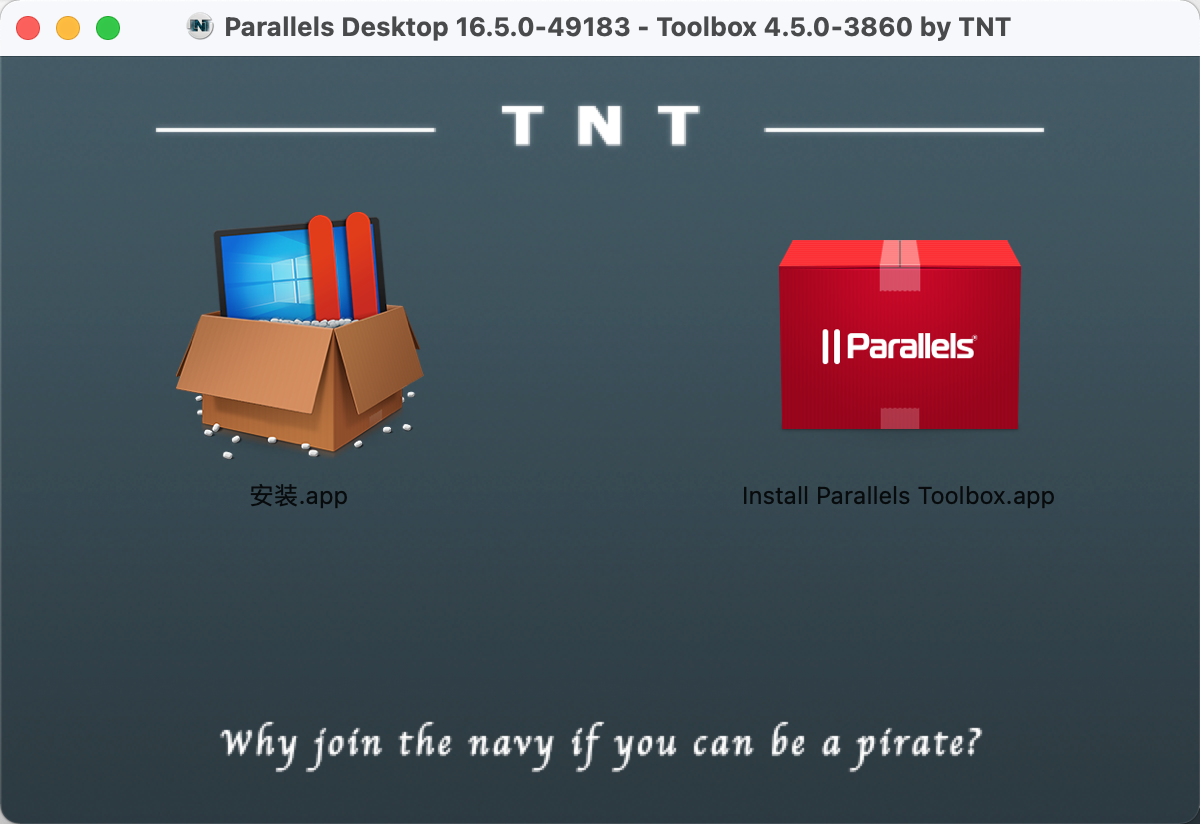 Parallels Desktop 16.5.0-49183 - Toolbox 4.5.0-3860 by TNT
TNT
Parallels
安装.app
Install Parallels Toolbox.app
Why join the navy if you can be a pirate?